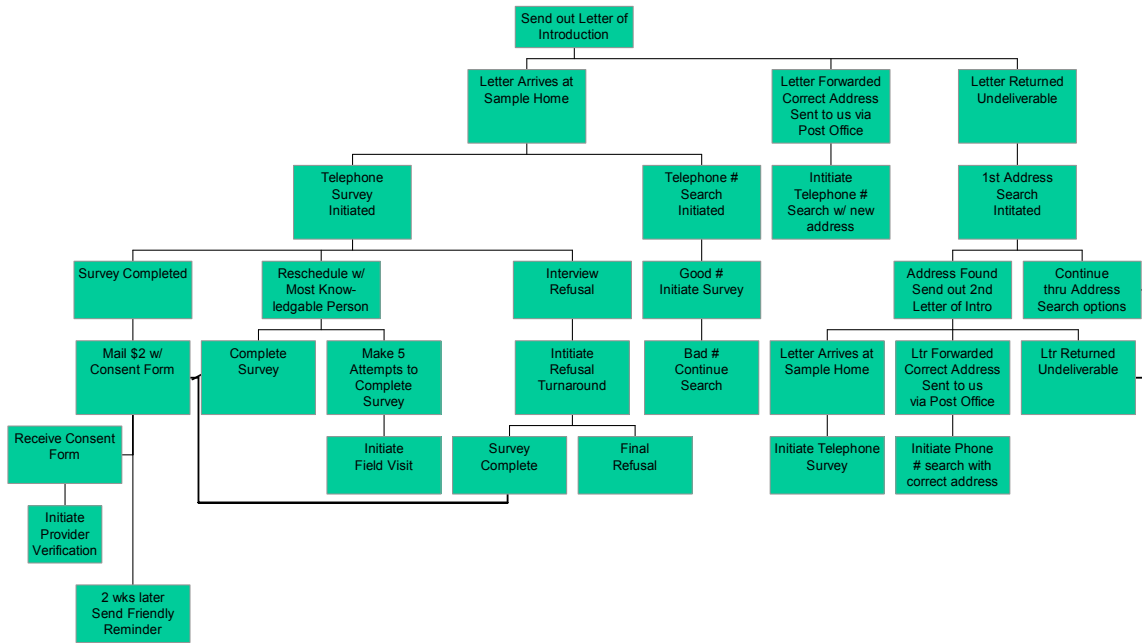 Send out Letter of
Introduction
Letter Arrives at
Sample Home
Letter Forwarded
Correct Address
Sent to us via
Post Office
Letter Returned
Undeliverable
Telephone
Survey
Initiated
Telephone #
Search
Initiated
Intitiate
Telephone #
Search w/ new
address
1st Address
Search
Intitated
Survey Completed
Reschedule w/
Most Know-
ledgable Person
Interview
Refusal
Good #
Initiate Survey
Address Found
Send out 2nd
Letter of Intro
Continue
thru Address
Search options
Mail $2 w/
Consent Form
Complete
Survey
Make 5
Attempts to
Complete
Survey
Intitiate
Refusal
Turnaround
Bad #
Continue
Search
Letter Arrives at
Sample Home
Ltr Forwarded
Correct Address
Sent to us
via Post Office
Ltr Returned
Undeliverable
Receive Consent
Form
Initiate
Field Visit
Survey
Complete
Final
Refusal
Initiate Telephone
Survey
Initiate Phone
# search with
correct address
Initiate
Provider
Verification
2 wks later
Send Friendly
Reminder